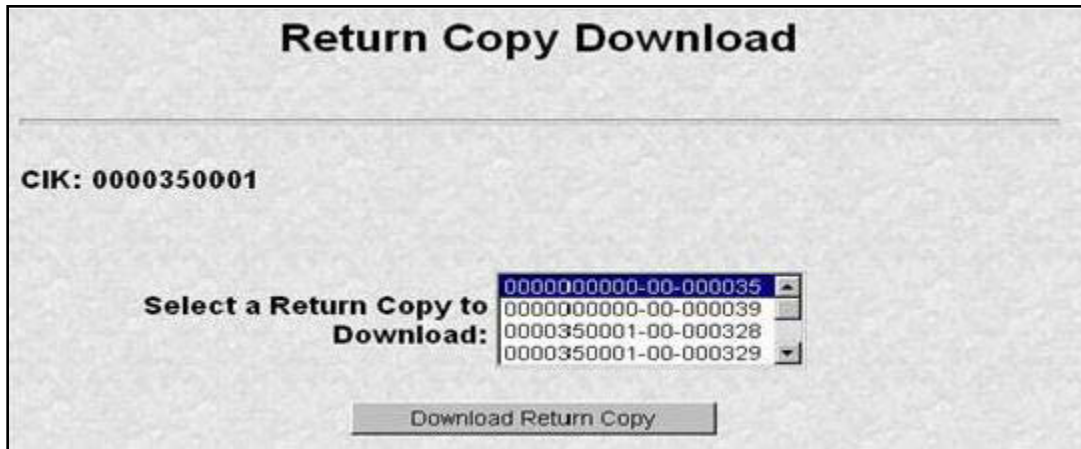 Return Copy Download
CIK: 0000350001
Select a Return Copy to
Download:
0000000000-00-000035
0000000000-00-000039
0000350001-00-000328
0000350001-00-000329
Download Return Copy